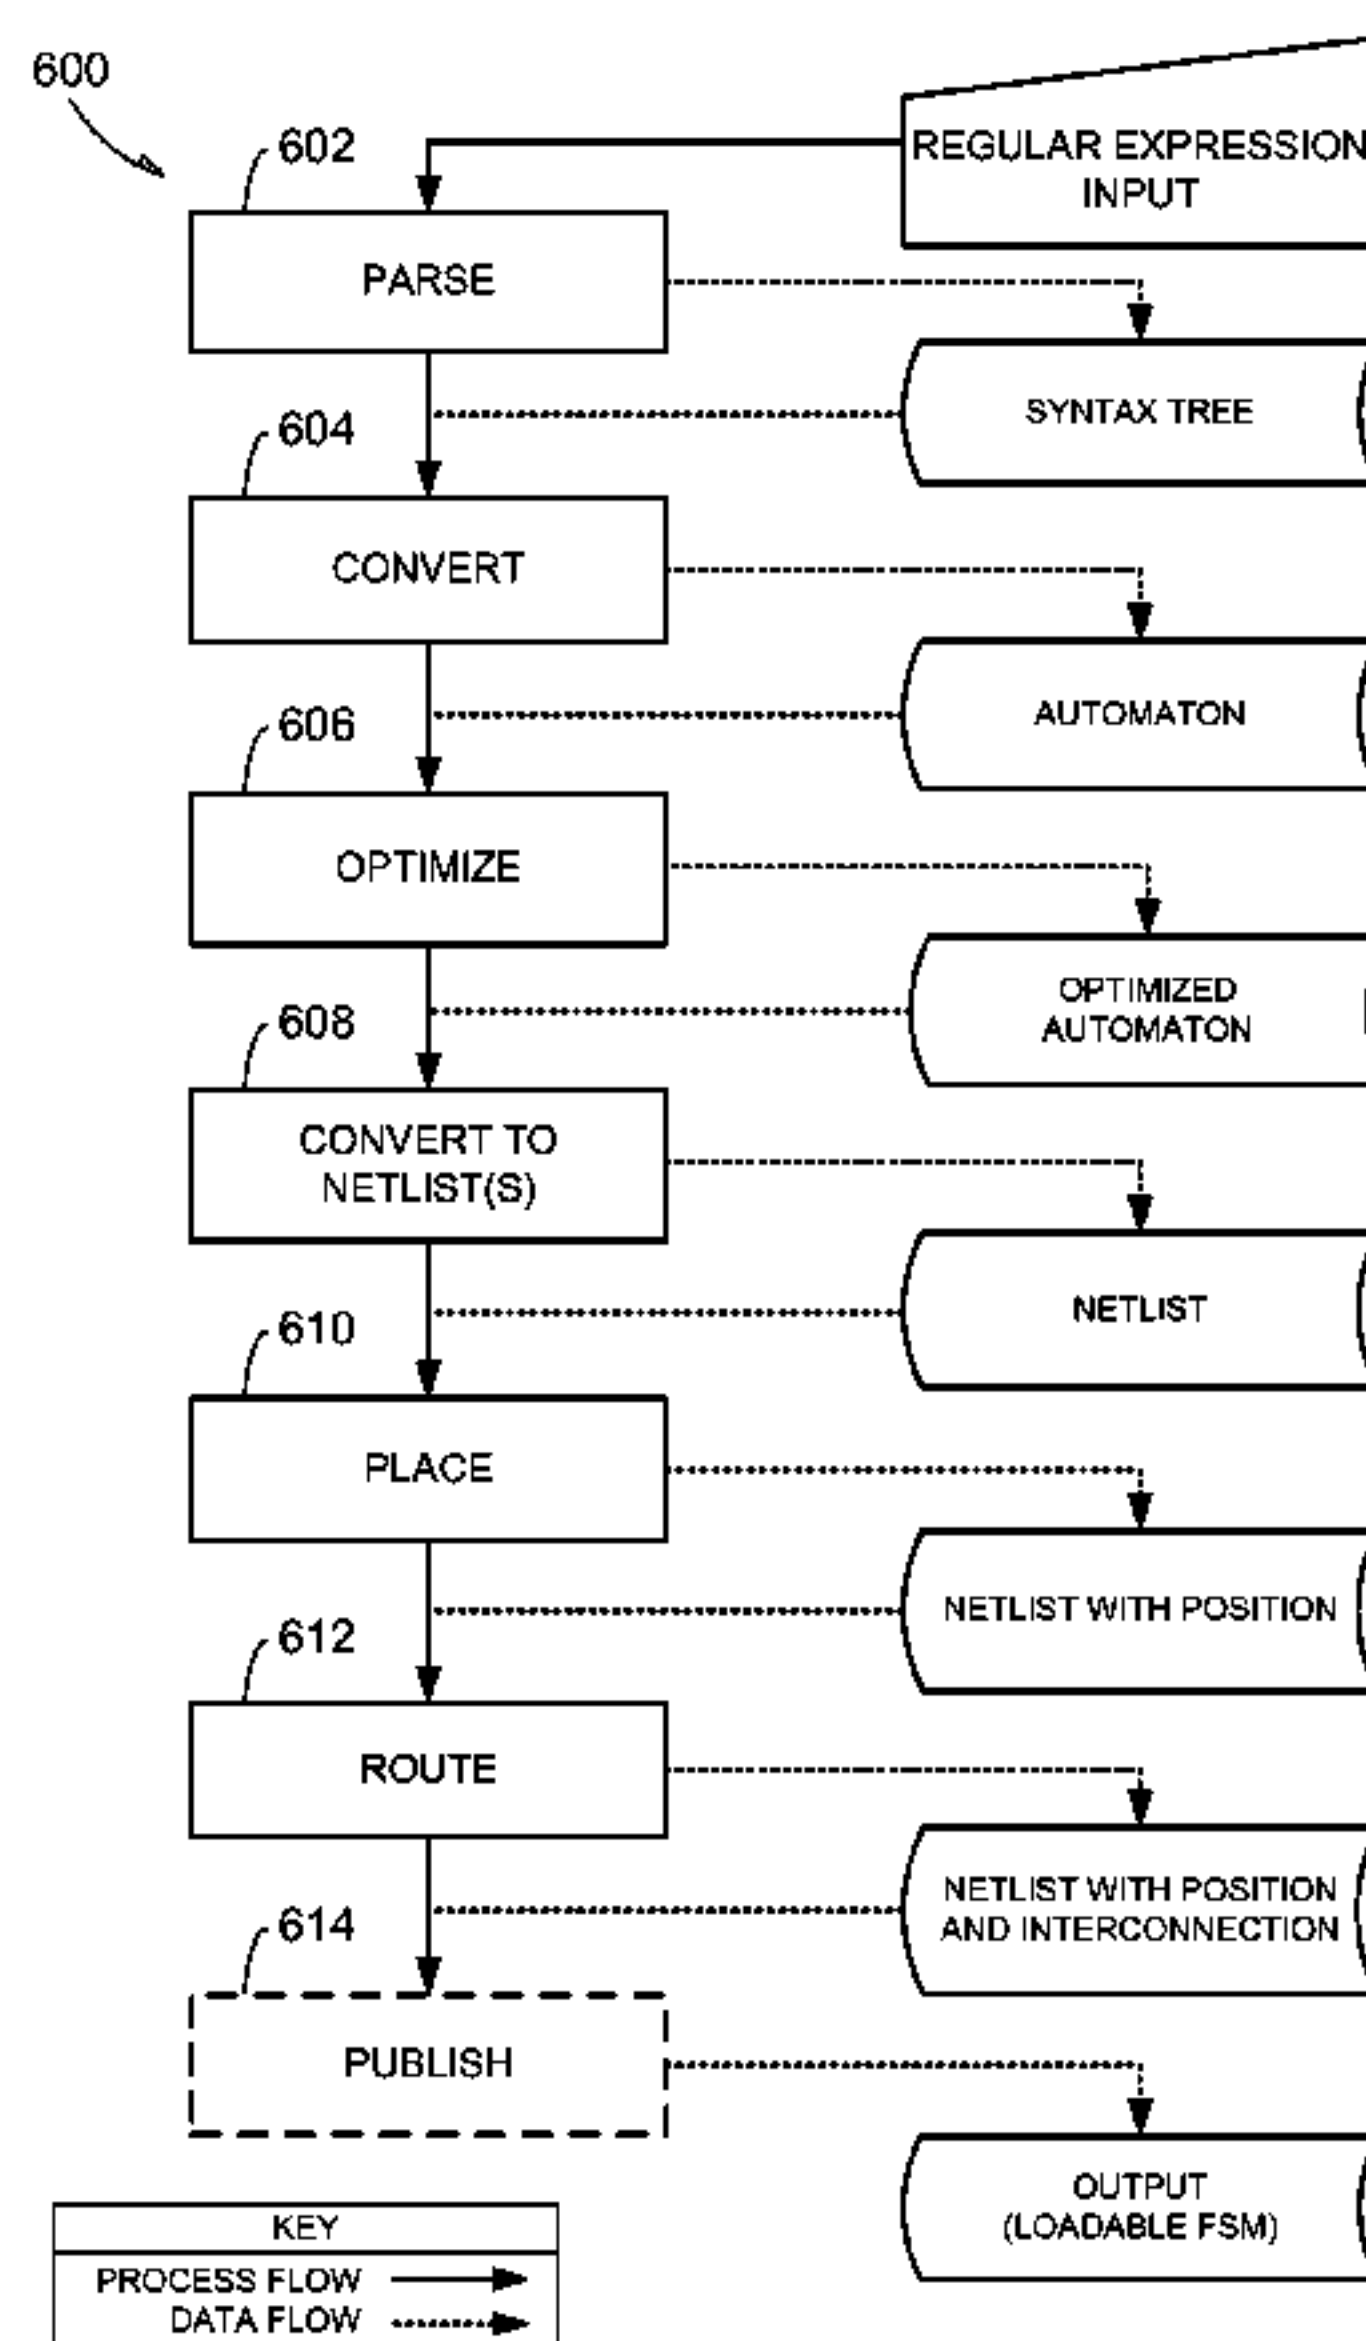 600
602
REGULAR EXPRESSION
INPUT
PARSE
SYNTAX TREE
604
CONVERT
AUTOMATON
606
OPTIMIZE
OPTIMIZED
AUTOMATON
608
CONVERT TO
NETLIST(S)
NETLIST
610
PLACE
NETLIST WITH POSITION
612
ROUTE
NETLIST WITH POSITION
AND INTERCONNECTION
614
PUBLISH
OUTPUT
(LOADABLE FSM)
KEY
PROCESS FLOW
DATA FLOW